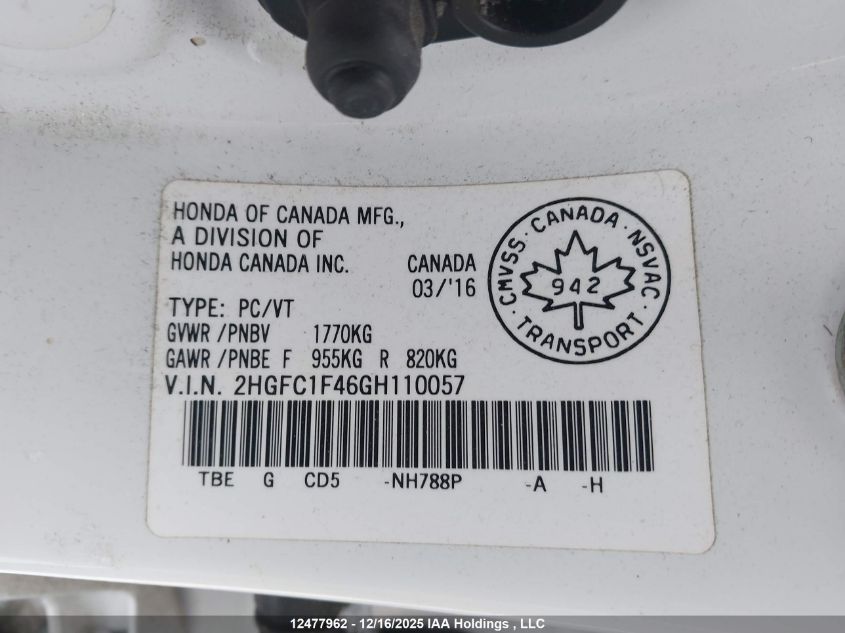 HONDA OF CANADA MFG.,
A DIVISION OF
HONDA CANADA INC. CANADA
03/'16
TYPE: PC/VT
GVWR /PNBV 1770KG
GAWR /PNBE F 955KG R 820KG
V.I.N. 2HGFC1F46GH110057
TBE G CD5 -NH788P -A -H
CMVSS · CANADA · NSVAC ·
942
TRANSPORT ·
12477962 - 12/16/2025 IAA Holdings , LLC